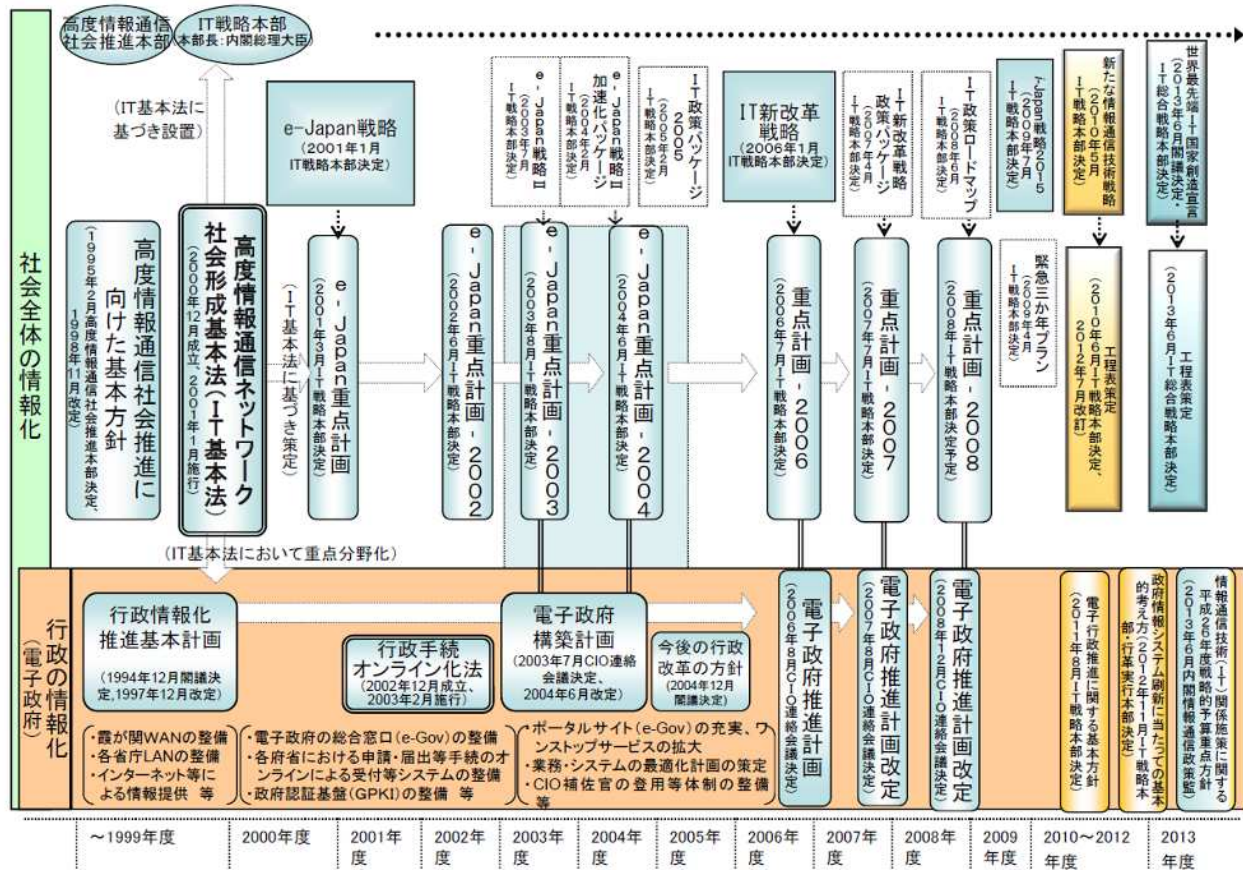 高度情報通信
社会推進本部
IT戦略本部
(本部長:内閣総理大臣)
(IT基本法に
基づき設置)
e-Japan戦略
(2001年1月
IT戦略本部決定)
e-Japan戦略Ⅱ
(2003年7月
IT戦略本部決定)
e-Japan戦略Ⅱ
加速化パッケージ
(2004年2月
IT戦略本部決定)
IT政策パッケージ
2005
(2005年2月
IT戦略本部決定)
IT新改革
戦略
(2006年1月
IT戦略本部決定)
IT新改革戦略
政策パッケージ
(2007年4月
IT戦略本部決定)
IT政策ロードマップ
(2008年6月
IT戦略本部決定)
i-Japan戦略2015
(2009年7月
IT戦略本部決定)
新たな情報通信技術戦略
(2010年5月
IT戦略本部決定)
世界最先端IT国家創造宣言
(2013年6月閣議決定・
IT総合戦略本部決定)
社会全体の情報化
高度情報通信社会推進に
向けた基本方針
(1995年2月高度情報通信社会推進本部決定、
1998年11月改定)
高度情報通信ネットワーク
社会形成基本法(IT基本法)
(2000年12月成立、2001年1月施行)
(IT基本法に基づき策定)
e-Japan重点計画
(2001年3月IT戦略本部決定)
e-Japan重点計画-2002
(2002年6月IT戦略本部決定)
e-Japan重点計画-2003
(2003年8月IT戦略本部決定)
e-Japan重点計画-2004
(2004年6月IT戦略本部決定)
重点計画-2006
(2006年7月IT戦略本部決定)
重点計画-2007
(2007年7月IT戦略本部決定)
重点計画-2008
(2008年IT戦略本部決定予定)
緊急三か年プラン
(2009年4月
IT戦略本部決定)
工程表策定
(2010年6月IT戦略本部決定、
2012年7月改訂)
工程表策定
(2013年6月IT総合戦略本部決定)
(IT基本法において重点分野化)
行政の情報化
(電子政府)
行政情報化
推進基本計画
(1994年12月閣議決
定,1997年12月改定)
行政手続
オンライン化法
(2002年12月成立、
2003年2月施行)
電子政府
構築計画
(2003年7月CIO連絡
会議決定、
2004年6月改定)
今後の行政
改革の方針
(2004年12月
閣議決定)
電子政府推進計画
(2006年8月CIO連絡会議決定)
電子政府推進計画改定
(2007年8月CIO連絡会議決定)
電子政府推進計画改定
(2008年12月CIO連絡会議決定)
電子行政推進に関する基本方針
(2011年8月IT戦略本部決定)
政府情報システム刷新に当たっての基本
的考え方(2012年11月IT戦略本
部・行革実行本部決定)
情報通信技術(IT)関係施策に関する
平成26年度戦略的予算重点方針
(2013年6月内閣情報通信政策監)
・霞が関WANの整備
・各省庁LANの整備
・インターネット等に
よる情報提供 等
・電子政府の総合窓口(e-Gov)の整備
・各府省における申請・届出等手続のオ
ンラインによる受付等システムの整備
・政府認証基盤(GPKI)の整備 等
・ポータルサイト(e-Gov)の充実、ワ
ンストップサービスの拡大
・業務・システムの最適化計画の策定
・CIO補佐官の登用等体制の整備
等
～1999年度
2000年度
2001年
度
2002年
度
2003年
度
2004年
度
2005年
度
2006年
度
2007年
度
2008年
度
2009
年度
2010～2012
年度
2013
年度